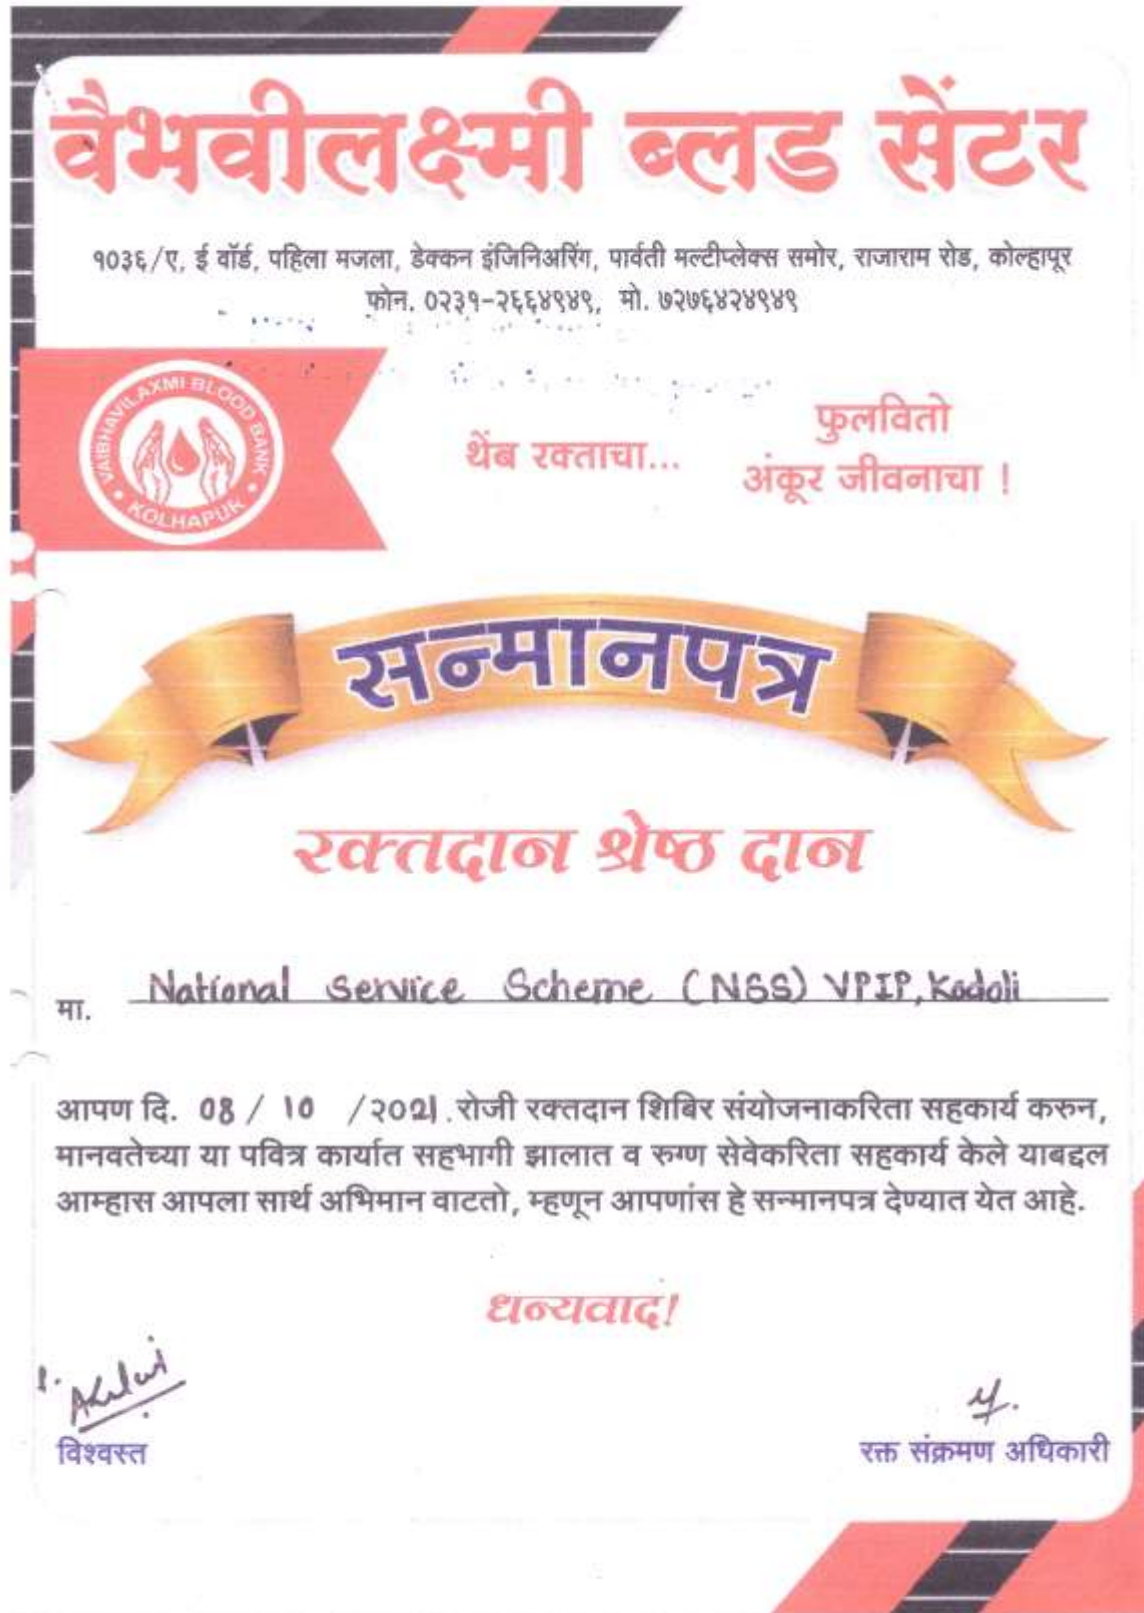 वैभवीलक्ष्मी ब्लड सेंटर
१०३६/ए, ई वॉर्ड, पहिला मजला, डेक्कन इंजिनिअरिंग, पार्वती मल्टीप्लेक्स समोर, राजाराम रोड, कोल्हापूर
फोन. ०२३१-२६६४९४९, मो. ७२७६४२४९४९
VAIBHAVILAXMI BLOOD BANK
KOLHAPUR
थेंब रक्ताचा...
फुलवितो
अंकूर जीवनाचा !
सन्मानपत्र
रक्तदान श्रेष्ठ दान
मा. National Service Scheme (NSS) VPIP, Kodoli
आपण दि. 08 / 10 /२०२1. रोजी रक्तदान शिबिर संयोजनाकरिता सहकार्य करुन,
मानवतेच्या या पवित्र कार्यात सहभागी झालात व रुग्ण सेवेकरिता सहकार्य केले याबद्दल
आम्हास आपला सार्थ अभिमान वाटतो, म्हणून आपणांस हे सन्मानपत्र देण्यात येत आहे.
धन्यवाद!
विश्वस्त
रक्त संक्रमण अधिकारी